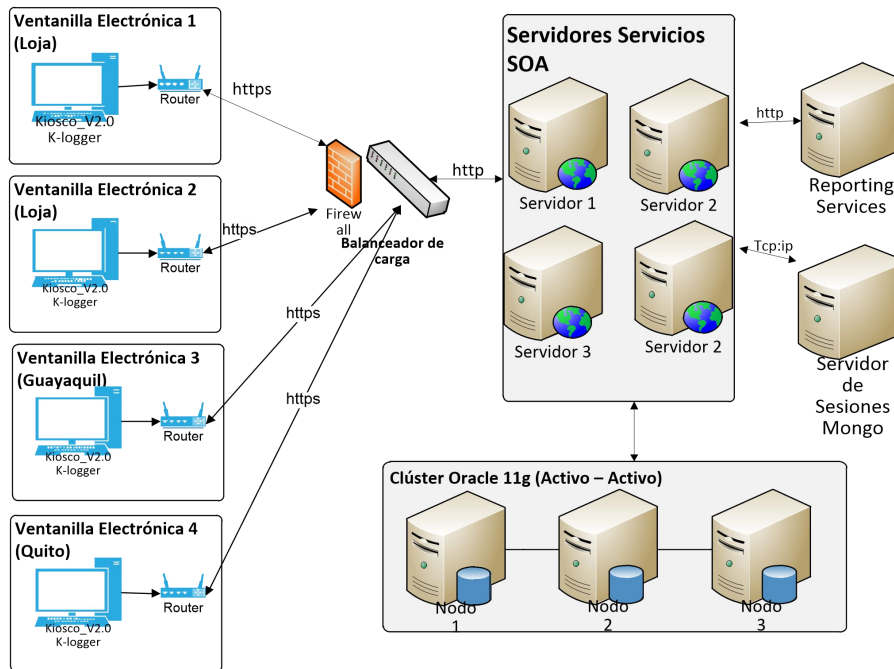 Ventanilla Electrónica 1
(Loja)
Kiosco_V2.0
K-logger
Router
https
Ventanilla Electrónica 2
(Loja)
Kiosco_V2.0
K-logger
Router
https
Ventanilla Electrónica 3
(Guayaquil)
Kiosco_V2.0
K-logger
Router
https
Ventanilla Electrónica 4
(Quito)
Kiosco_V2.0
K-logger
Router
https
Firew
all
Balanceador de
carga
http
Servidores Servicios
SOA
Servidor 1
Servidor 2
Servidor 3
Servidor 2
http
Reporting
Services
Tcp:ip
Servidor
de
Sesiones
Mongo
Clúster Oracle 11g (Activo – Activo)
Nodo
1
Nodo
2
Nodo
3